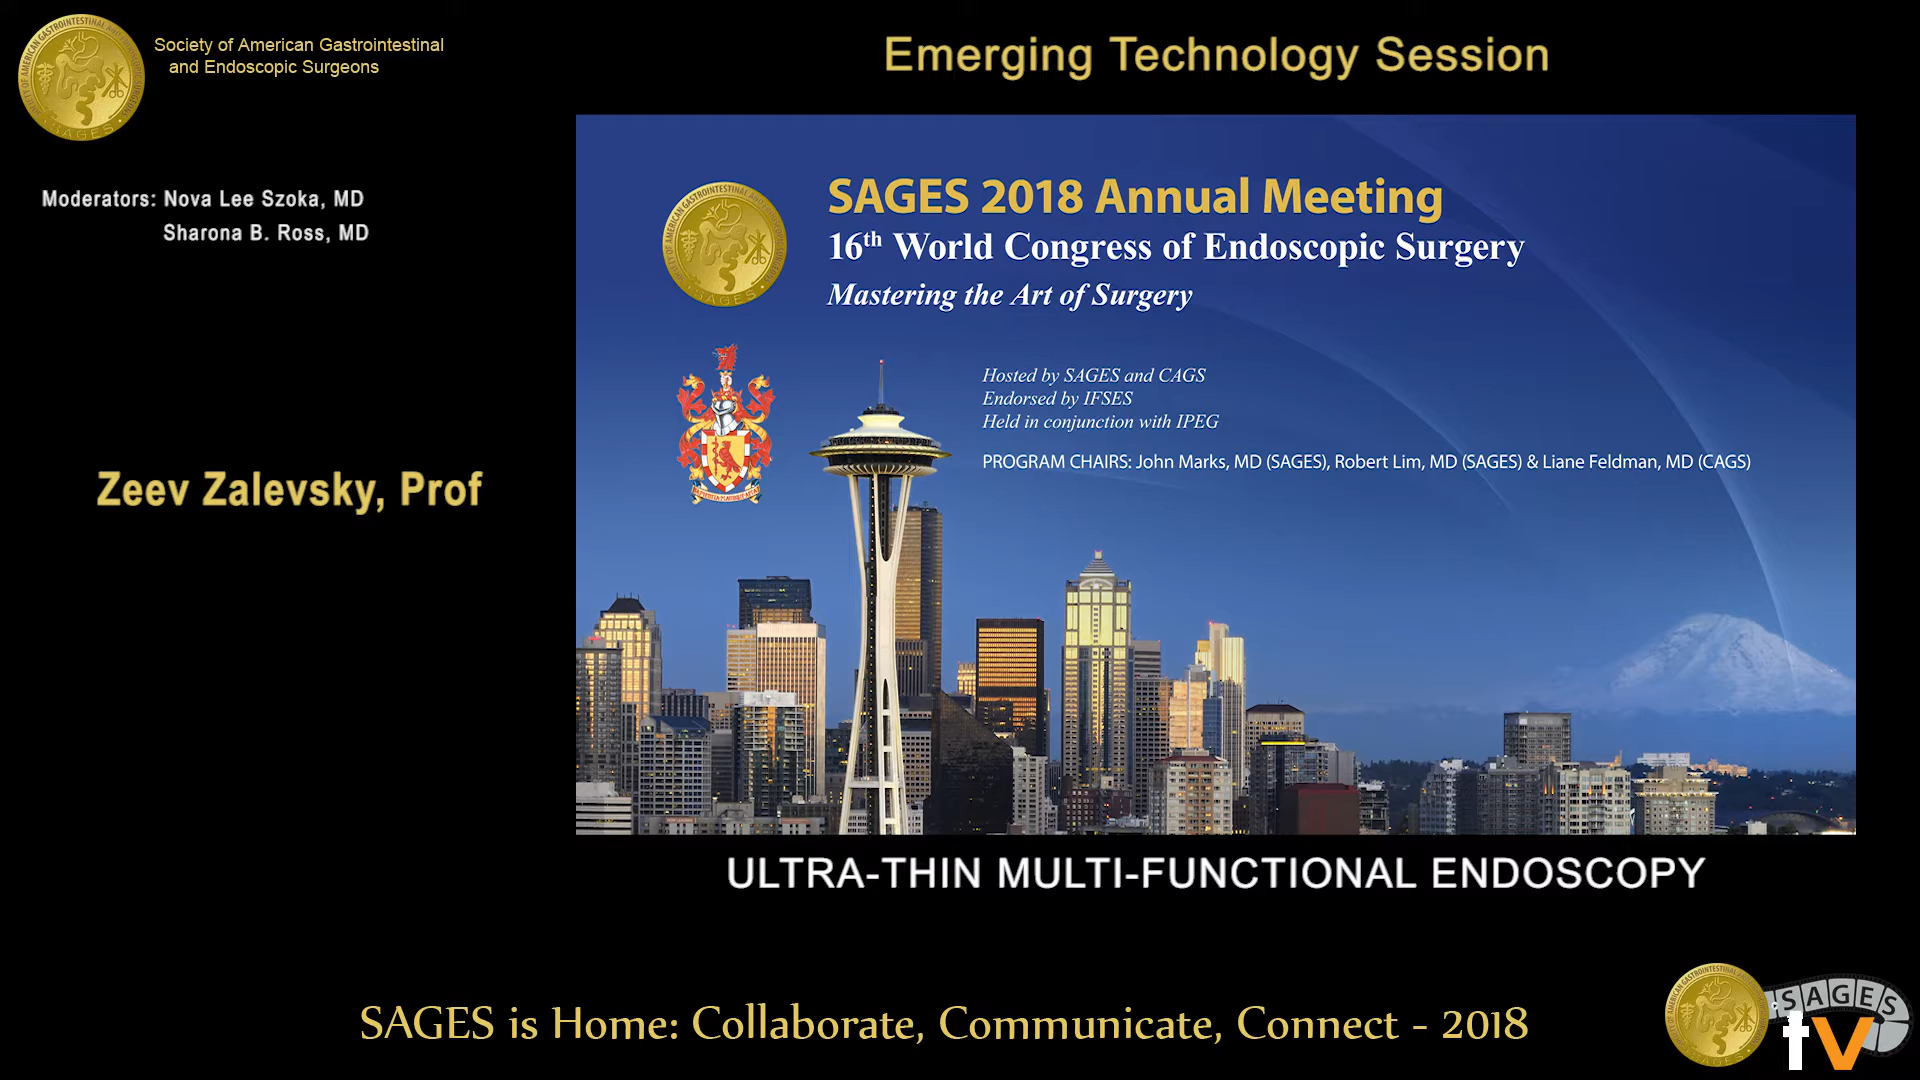 Society of American Gastrointestinal
and Endoscopic Surgeons
Emerging Technology Session
Moderators: Nova Lee Szoka, MD
Sharona B. Ross, MD
Zeev Zalevsky, Prof
SAGES 2018 Annual Meeting
16th World Congress of Endoscopic Surgery
Mastering the Art of Surgery
Hosted by SAGES and CAGS
Endorsed by IFSES
Held in conjunction with IPEG
PROGRAM CHAIRS: John Marks, MD (SAGES), Robert Lim, MD (SAGES) & Liane Feldman, MD (CAGS)
ULTRA-THIN MULTI-FUNCTIONAL ENDOSCOPY
SAGES is Home: Collaborate, Communicate, Connect - 2018
SAGES
tv